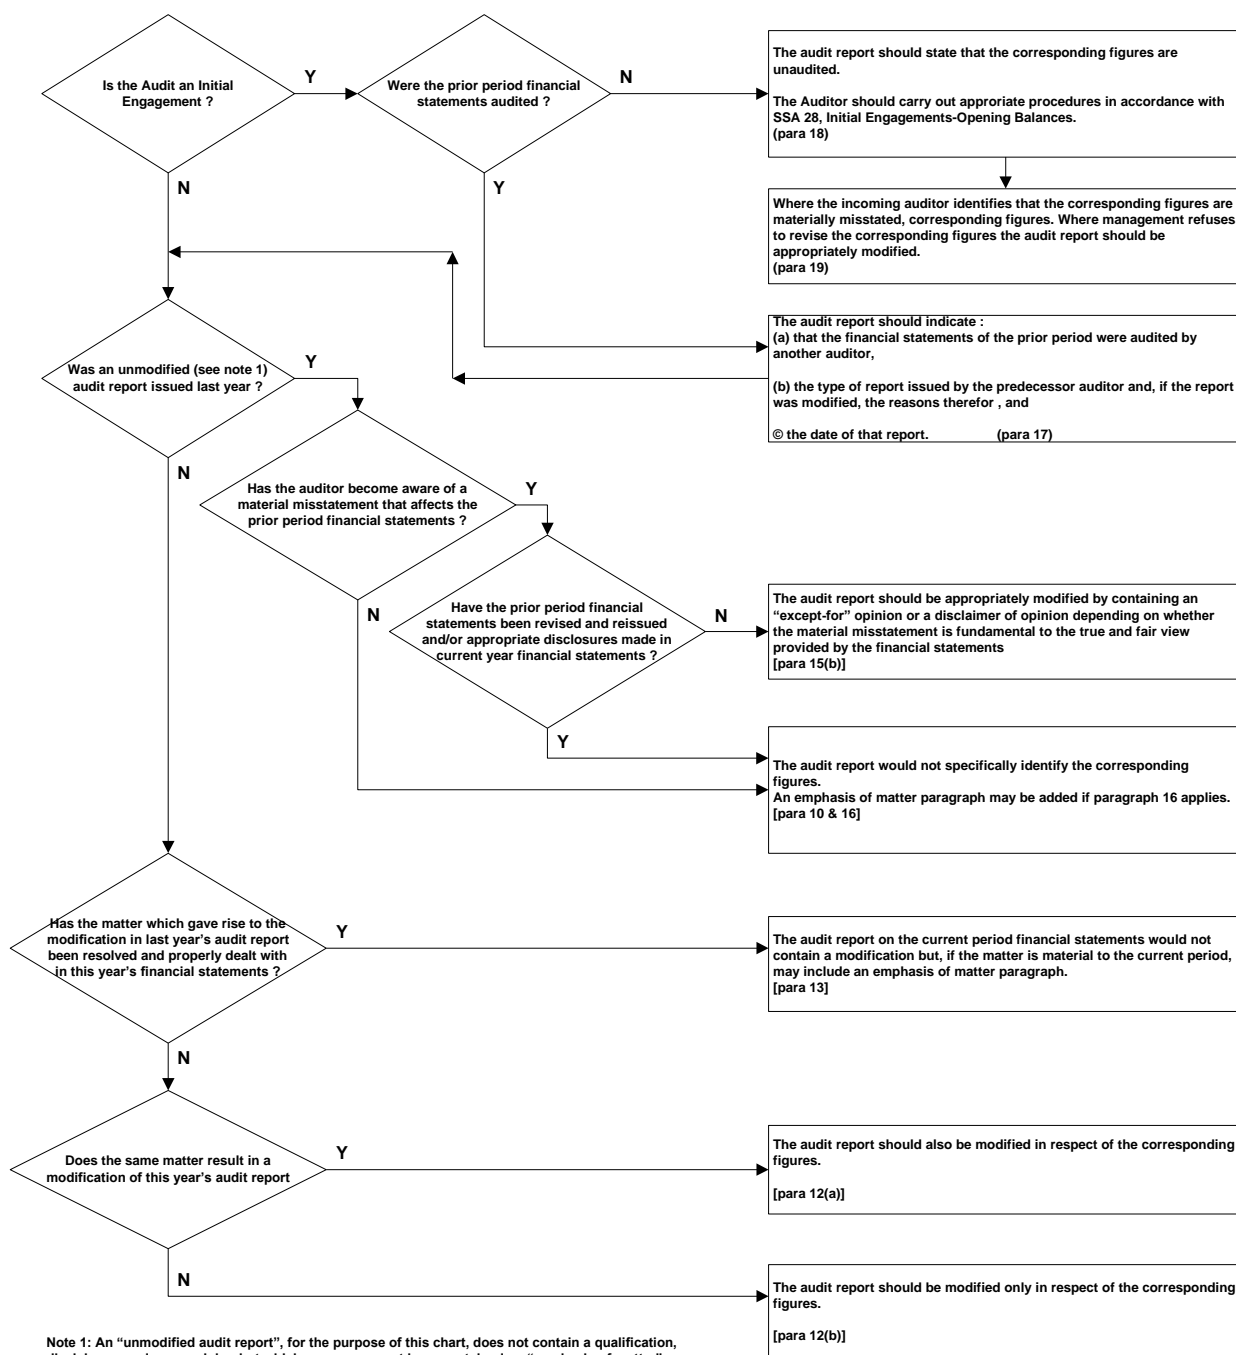 Is the Audit an Initial
Engagement ?
Y
Were the prior period financial
statements audited ?
N
The audit report should state that the corresponding figures are
unaudited.
The Auditor should carry out approriate procedures in accordance with
SSA 28, Initial Engagements-Opening Balances.
(para 18)
N
Y
Where the incoming auditor identifies that the corresponding figures are
materially misstated, corresponding figures. Where management refuses
to revise the corresponding figures the audit report should be
appropriately modified.
(para 19)
The audit report should indicate :
(a) that the financial statements of the prior period were audited by
another auditor,
(b) the type of report issued by the predecessor auditor and, if the report
was modified, the reasons therefor , and
© the date of that report. (para 17)
Was an unmodified (see note 1)
audit report issued last year ?
Y
N
Has the auditor become aware of a
material misstatement that affects the
prior period financial statements ?
Y
N
Have the prior period financial
statements been revised and reissued
and/or appropriate disclosures made in
current year financial statements ?
N
The audit report should be appropriately modified by containing an
“except-for” opinion or a disclaimer of opinion depending on whether
the material misstatement is fundamental to the true and fair view
provided by the financial statements
[para 15(b)]
Y
The audit report would not specifically identify the corresponding
figures.
An emphasis of matter paragraph may be added if paragraph 16 applies.
[para 10 & 16]
Has the matter which gave rise to the
modification in last year’s audit report
been resolved and properly dealt with
in this year’s financial statements ?
Y
The audit report on the current period financial statements would not
contain a modification but, if the matter is material to the current period,
may include an emphasis of matter paragraph.
[para 13]
N
Does the same matter result in a
modification of this year’s audit report
Y
The audit report should also be modified in respect of the corresponding
figures.
[para 12(a)]
N
The audit report should be modified only in respect of the corresponding
figures.
[para 12(b)]
Note 1: An “unmodified audit report”, for the purpose of this chart, does not contain a qualification,